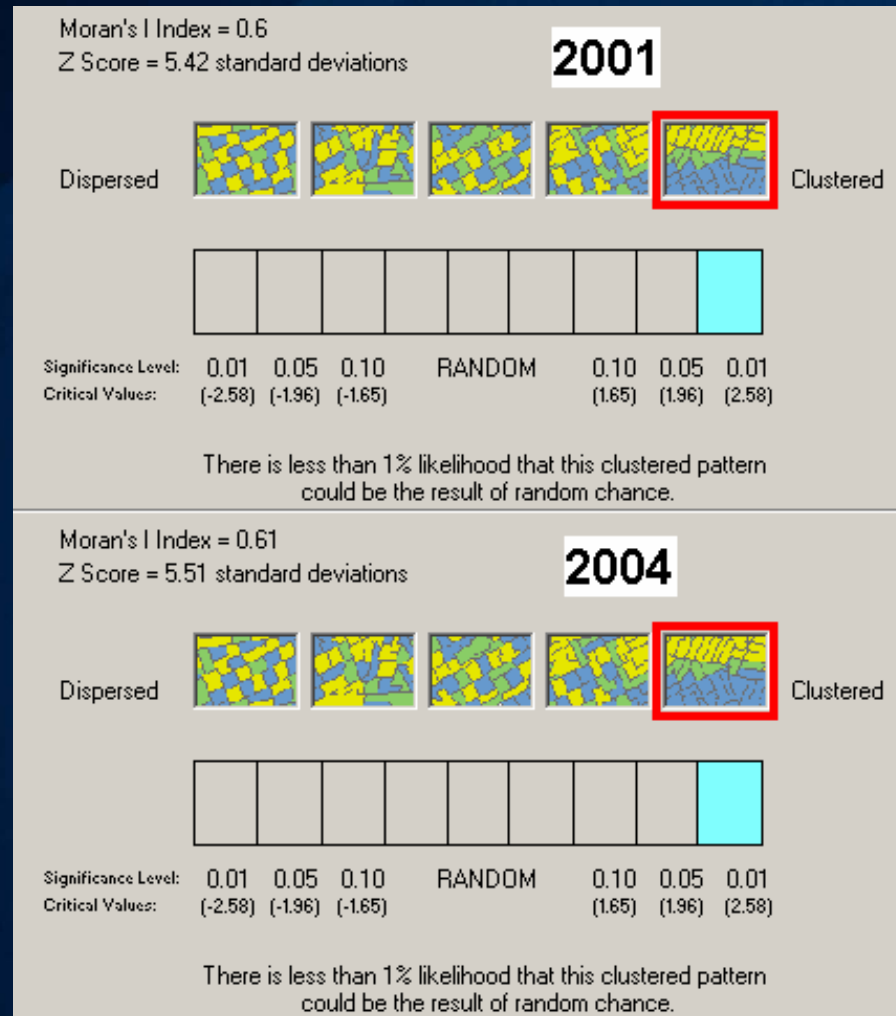 Moran's I Index = 0.6
Z Score = 5.42 standard deviations
2001
Dispersed
Clustered
Significance Level: 0.01 0.05 0.10 RANDOM 0.10 0.05 0.01
Critical Values: (-2.58) (-1.96) (-1.65) (1.65) (1.96) (2.58)
There is less than 1% likelihood that this clustered pattern
could be the result of random chance.
Moran's I Index = 0.61
Z Score = 5.51 standard deviations
2004
Dispersed
Clustered
Significance Level: 0.01 0.05 0.10 RANDOM 0.10 0.05 0.01
Critical Values: (-2.58) (-1.96) (-1.65) (1.65) (1.96) (2.58)
There is less than 1% likelihood that this clustered pattern
could be the result of random chance.